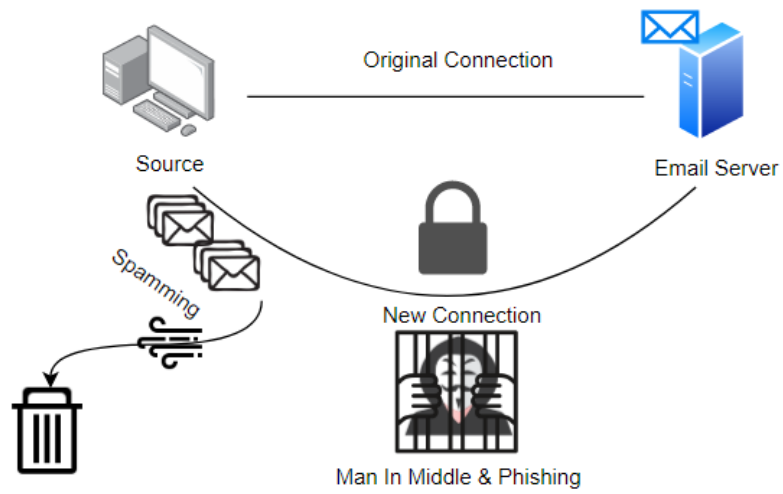 Original Connection
Source
Email Server
Spamming
New Connection
Man In Middle & Phishing